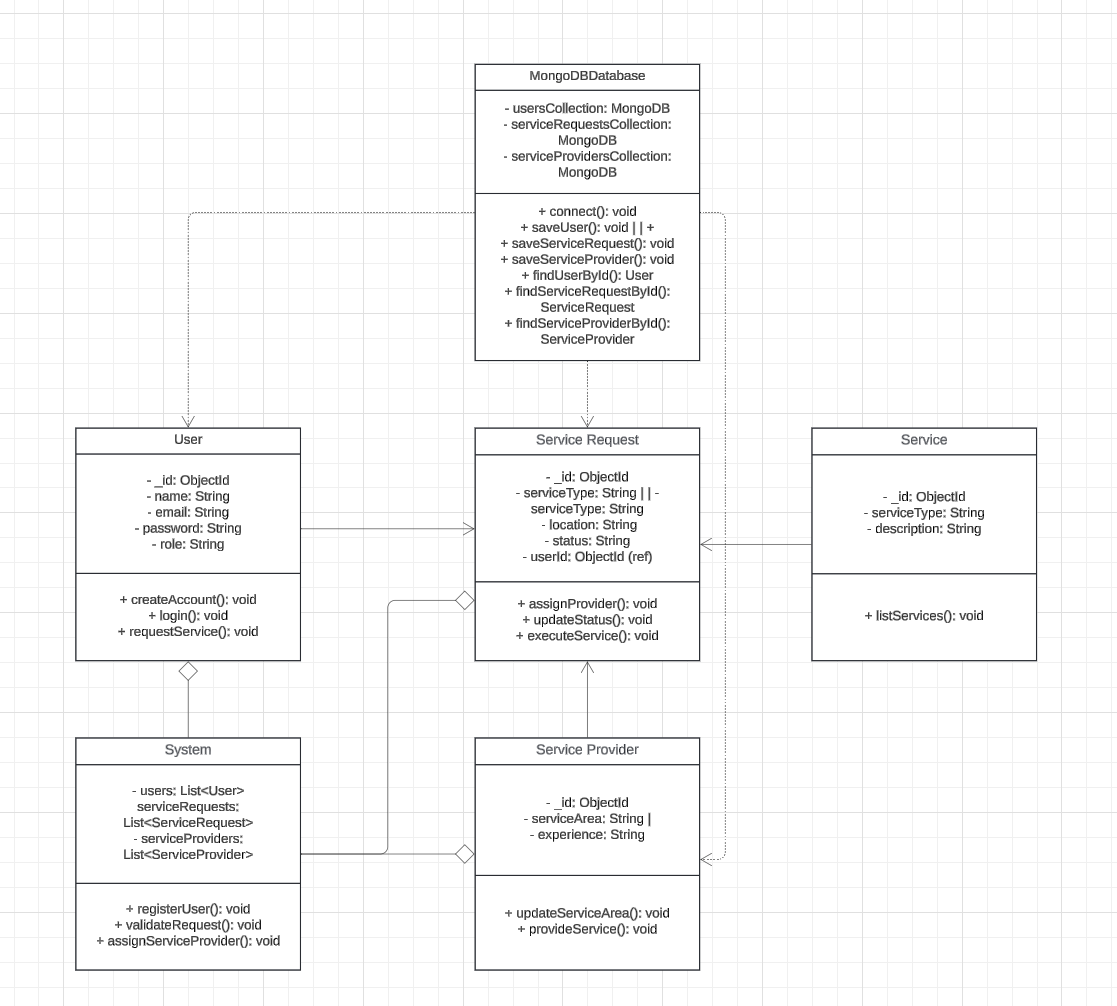 MongoDBDatabase
- usersCollection: MongoDB
- serviceRequestsCollection:
MongoDB
- serviceProvidersCollection:
MongoDB
+ connect(): void
+ saveUser(): void | | +
+ saveServiceRequest(): void
+ saveServiceProvider(): void
+ findUserById(): User
+ findServiceRequestById():
ServiceRequest
+ findServiceProviderById():
ServiceProvider
User
- _id: ObjectId
- name: String
- email: String
- password: String
- role: String
+ createAccount(): void
+ login(): void
+ requestService(): void
Service Request
- _id: ObjectId
- serviceType: String | | -
serviceType: String
- location: String
- status: String
- userId: ObjectId (ref)
+ assignProvider(): void
+ updateStatus(): void
+ executeService(): void
Service
- _id: ObjectId
- serviceType: String
- description: String
+ listServices(): void
System
- users: List<User>
serviceRequests:
List<ServiceRequest>
- serviceProviders:
List<ServiceProvider>
+ registerUser(): void
+ validateRequest(): void
+ assignServiceProvider(): void
Service Provider
- _id: ObjectId
- serviceArea: String |
- experience: String
+ updateServiceArea(): void
+ provideService(): void